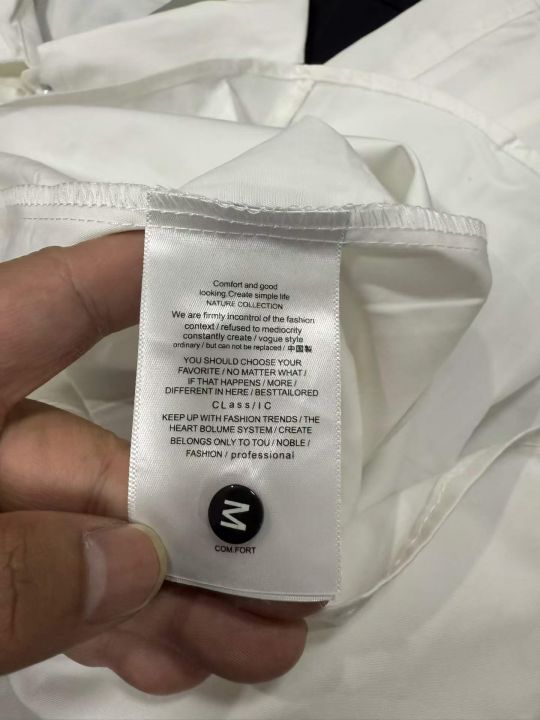 Comfort and good
looking.Create simple life
NATURE COLLECTION
We are firmly incontrol of the fashion
context / refused to mediocrity
constantly create / vogue style
ordinary / but can not be replaced / 中国製
YOU SHOULD CHOOSE YOUR
FAVORITE / NO MATTER WHAT /
IF THAT HAPPENS / MORE /
DIFFERENT IN HERE / BESTTAILORED
CLass / IC
KEEP UP WITH FASHION TRENDS / THE
HEART BOLUME SYSTEM / CREATE
BELONGS ONLY TO TOU / NOBLE /
FASHION / professional
M
COM.FORT